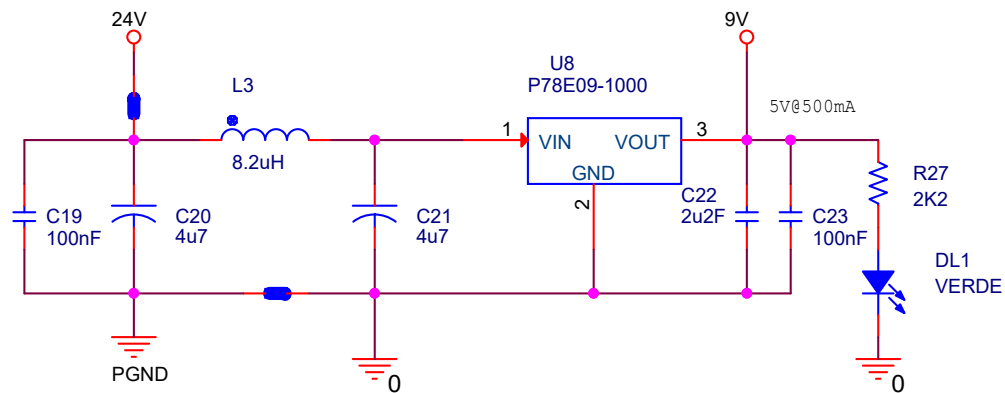 24V
9V
L3
U8
P78E09-1000
5V@500mA
1
VIN
VOUT
3
8.2uH
GND
2
C19
100nF
C20
4u7
C21
4u7
C22
2u2F
C23
100nF
R27
2K2
DL1
VERDE
PGND
0
0